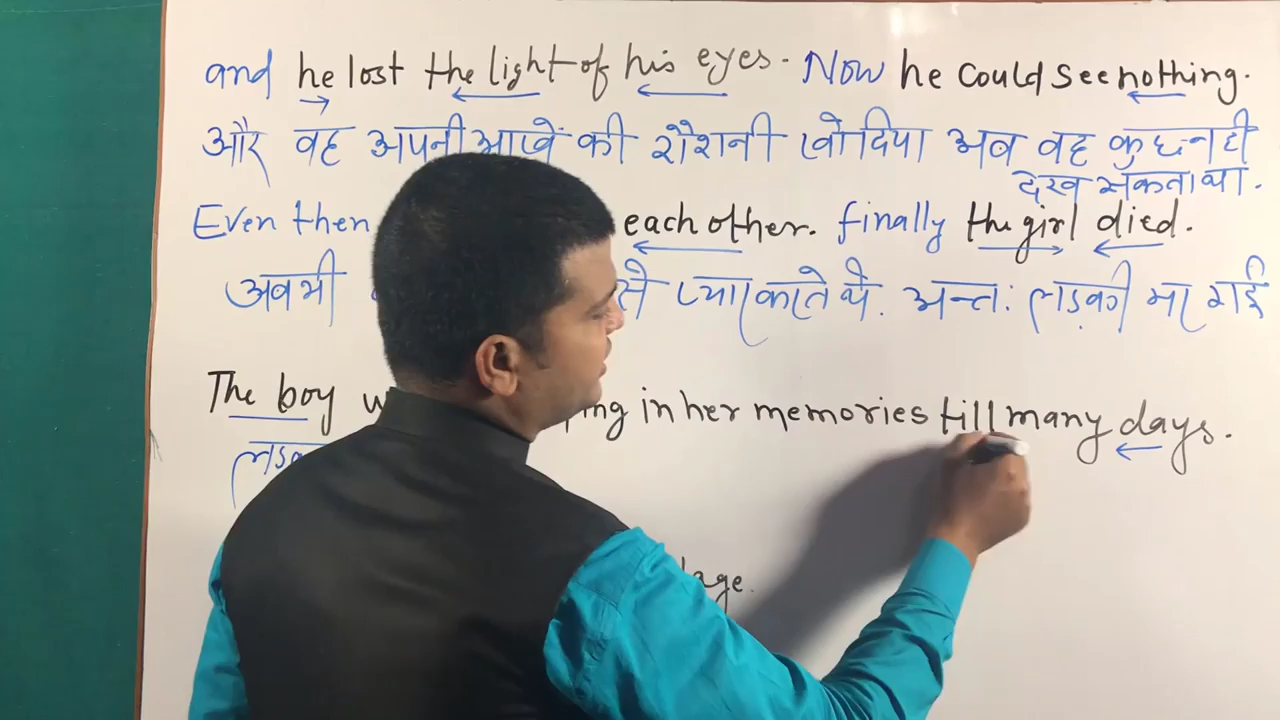 and he lost the light of his eyes. Now he could see nothing.
और वह अपनी आखें की रोशनी खो दिया अब वह कुछ नही
देख सकता था.
Even then each other. finally the girl died.
अब भी से प्यार करते थे. अन्त: लड़की मर गई
The boy in her memories till many days.